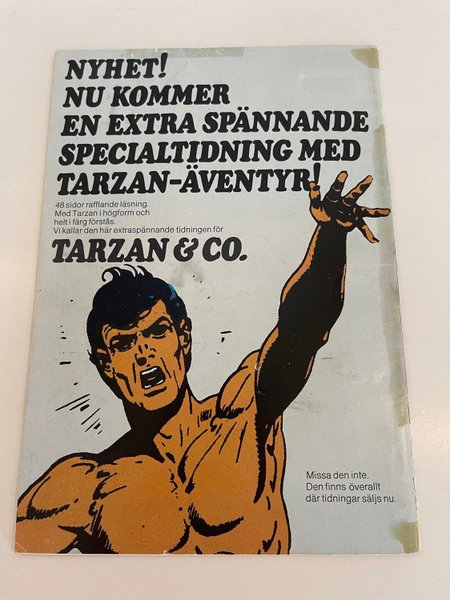 NYHET!
NU KOMMER
EN EXTRA SPÄNNANDE
SPECIALTIDNING MED
TARZAN-ÄVENTYR!
48 sidor rafflande läsning.
Med Tarzan i högform och
helt i färg förstås.
Vi kallar den här extraspännande tidningen för
TARZAN & CO.
Missa den inte.
Den finns överallt
där tidningar säljs nu.